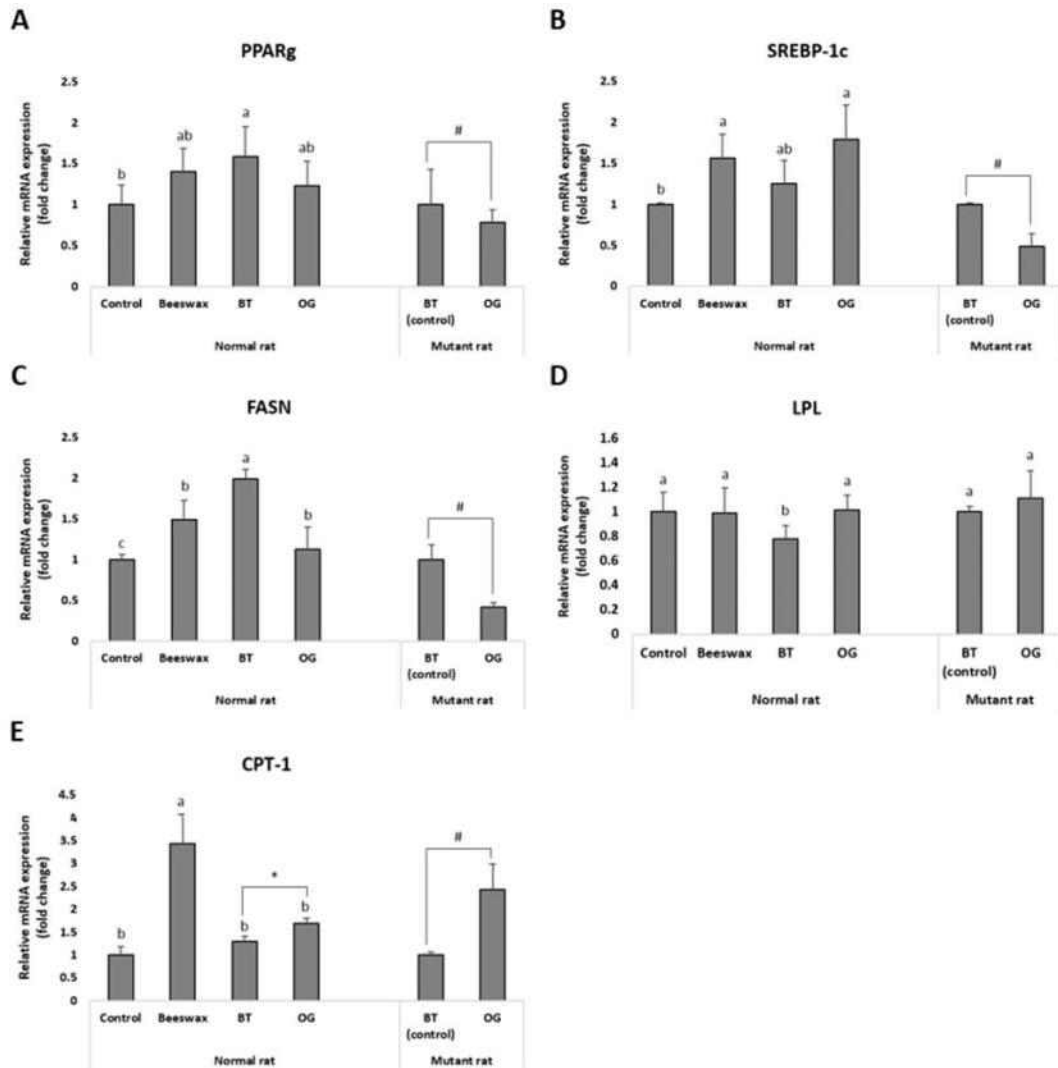 A
PPARg
Relative mRNA expression
(fold change)
2.5
2
1.5
1
0.5
0
b
ab
a
ab
#
Control Beeswax BT OG BT (control) OG
Normal rat Mutant rat
B
SREBP-1c
Relative mRNA expression
(fold change)
2.5
2
1.5
1
0.5
0
b
a
ab
a
#
Control Beeswax BT OG BT (control) OG
Normal rat Mutant rat
C
FASN
Relative mRNA expression
(fold change)
2.5
2
1.5
1
0.5
0
c
b
a
b
#
Control Beeswax BT OG BT (control) OG
Normal rat Mutant rat
D
LPL
Relative mRNA expression
(fold change)
1.6
1.4
1.2
1
0.8
0.6
0.4
0.2
0
a
a
b
a
a
a
Control Beeswax BT OG BT (control) OG
Normal rat Mutant rat
E
CPT-1
Relative mRNA expression
(fold change)
4.5
4
3.5
3
2.5
2
1.5
1
0.5
0
b
a
b
*
b
#
Control Beeswax BT OG BT (control) OG
Normal rat Mutant rat